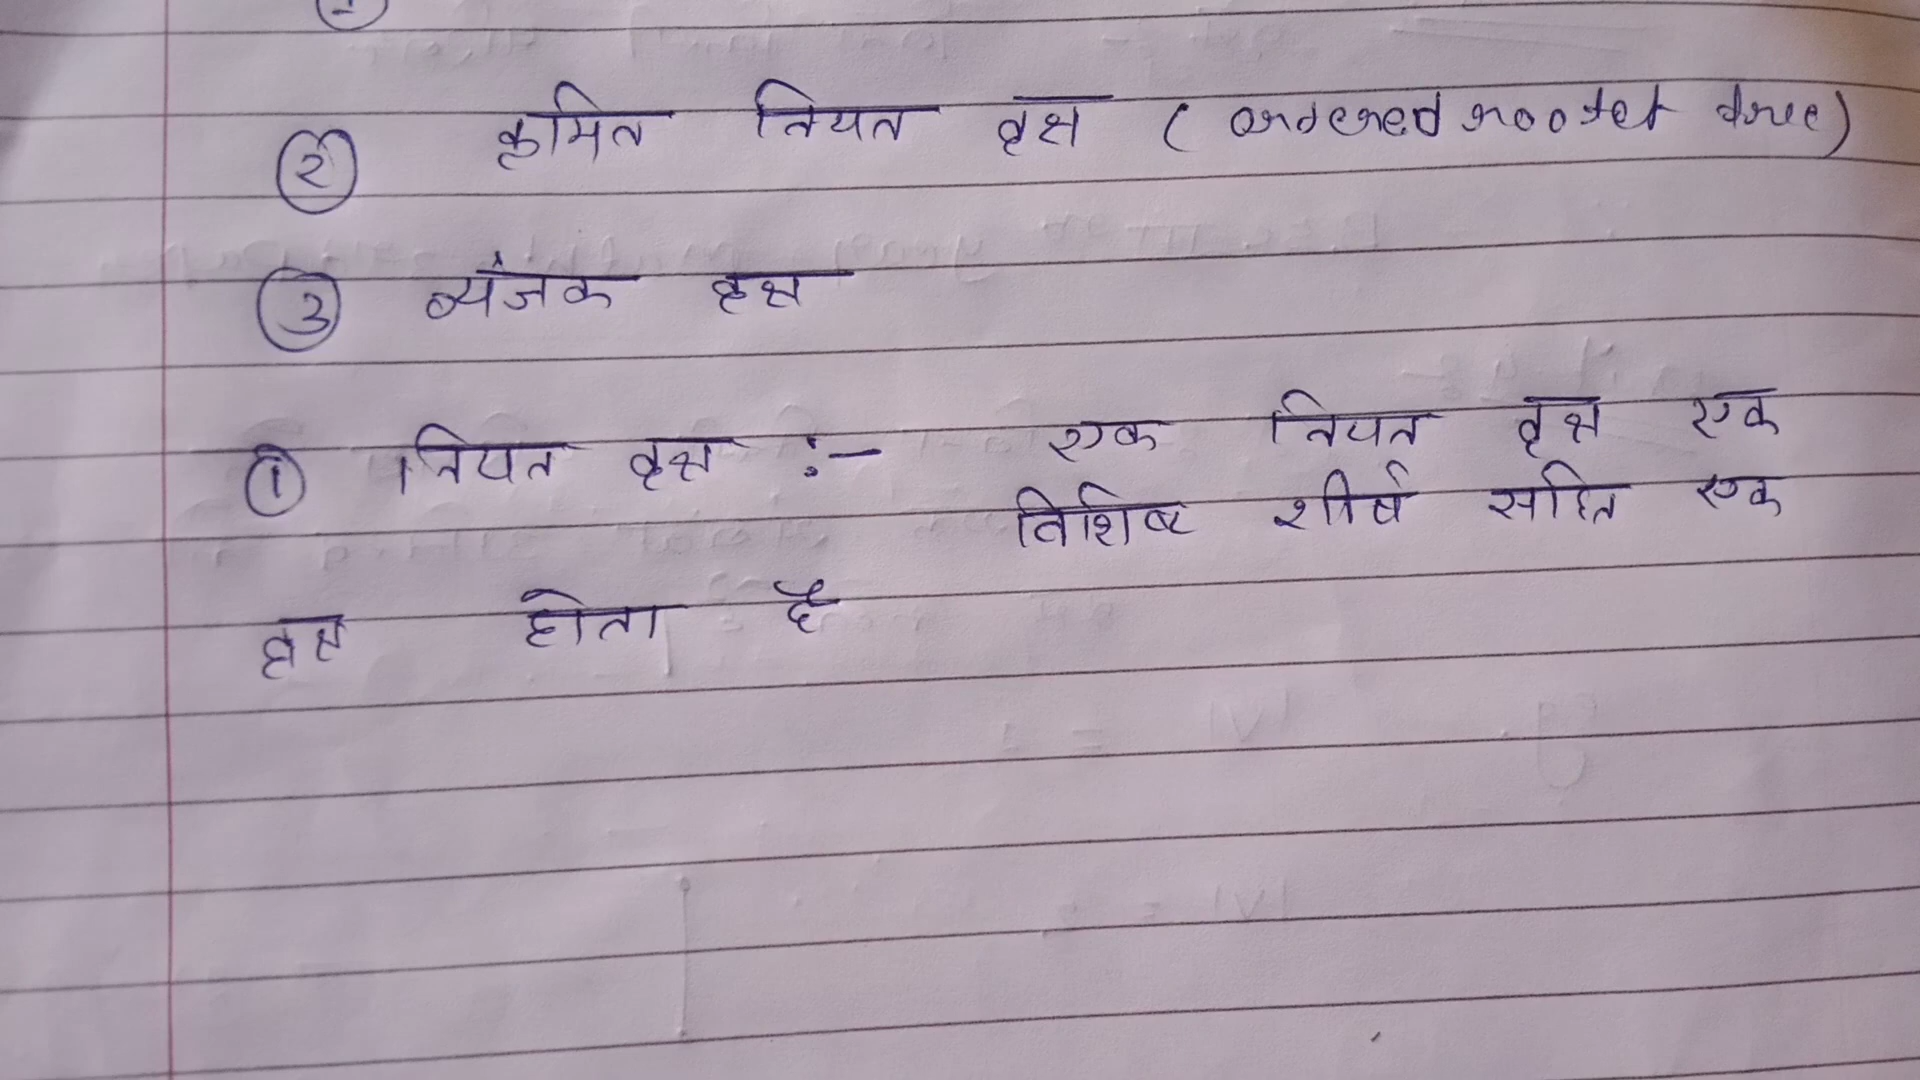 ② क्रमित नियत वृक्ष (ordered rooted tree)
③ व्यंजक वृक्ष
① नियत वृक्ष :- एक नियत वृक्ष एक
विशिष्ट शीर्ष सहित एक
वृक्ष होता है